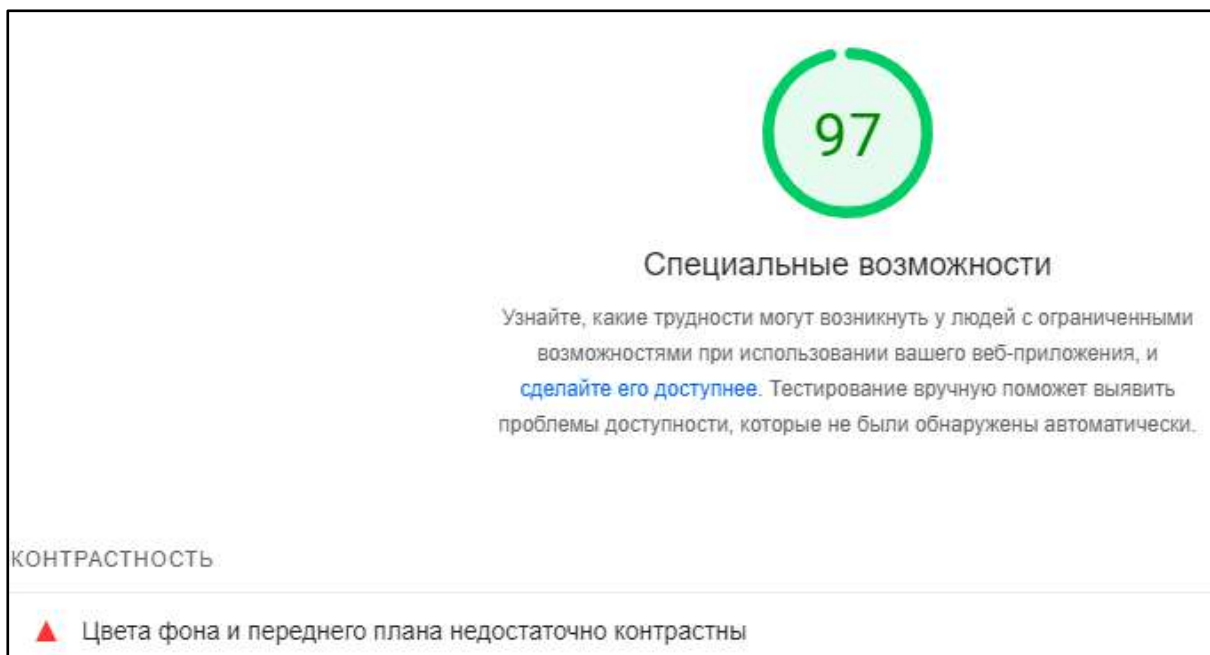 97
Специальные возможности
Узнайте, какие трудности могут возникнуть у людей с ограниченными
возможностями при использовании вашего веб-приложения, и
сделайте его доступнее. Тестирование вручную поможет выявить
проблемы доступности, которые не были обнаружены автоматически.
КОНТРАСТНОСТЬ
Цвета фона и переднего плана недостаточно контрастны